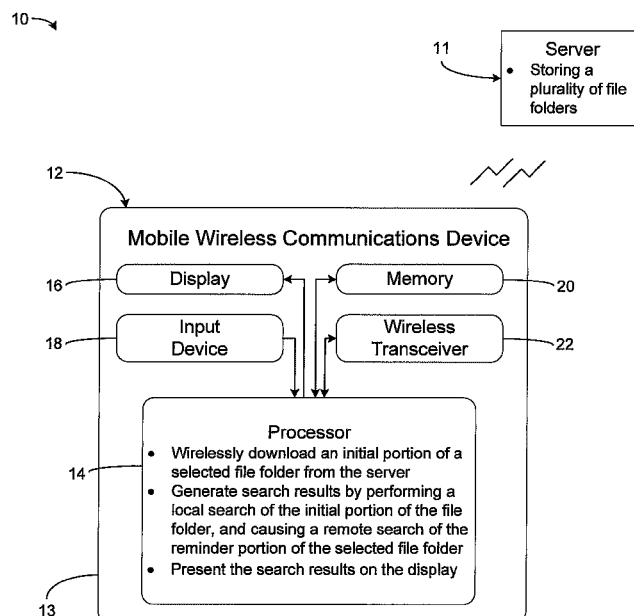 10
11
Server
• Storing a
plurality of file
folders
12
Mobile Wireless Communications Device
16
Display
Memory
20
18
Input
Device
Wireless
Transceiver
22
14
Processor
• Wirelessly download an initial portion of a
selected file folder from the server
• Generate search results by performing a
local search of the initial portion of the file
folder, and causing a remote search of the
reminder portion of the selected file folder
• Present the search results on the display
13